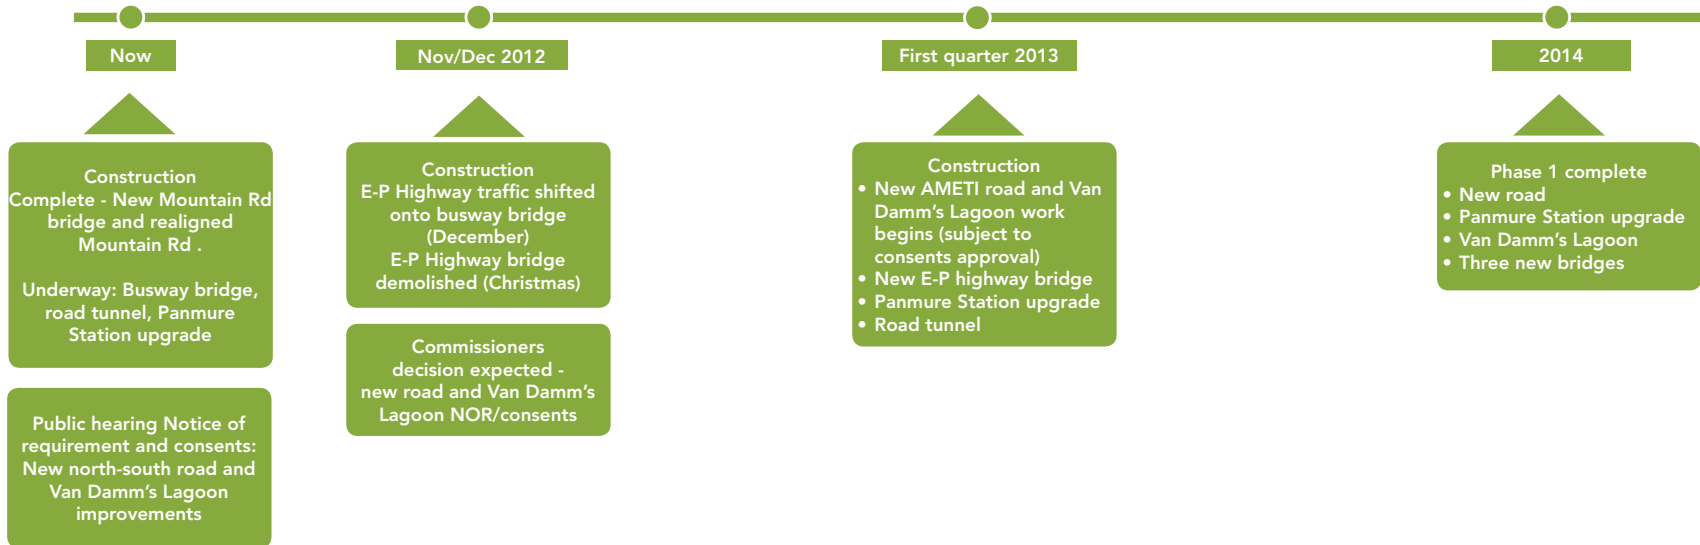 Now
Nov/Dec 2012
First quarter 2013
2014
Construction
Complete - New Mountain Rd
bridge and realigned
Mountain Rd .
Underway: Busway bridge,
road tunnel, Panmure
Station upgrade
Public hearing Notice of
requirement and consents:
New north-south road and
Van Damm's Lagoon
improvements
Construction
E-P Highway traffic shifted
onto busway bridge
(December)
E-P Highway bridge
demolished (Christmas)
Commissioners
decision expected -
new road and Van Damm's
Lagoon NOR/consents
Construction
• New AMETI road and Van
Damm's Lagoon work
begins (subject to
consents approval)
• New E-P highway bridge
• Panmure Station upgrade
• Road tunnel
Phase 1 complete
• New road
• Panmure Station upgrade
• Van Damm's Lagoon
• Three new bridges